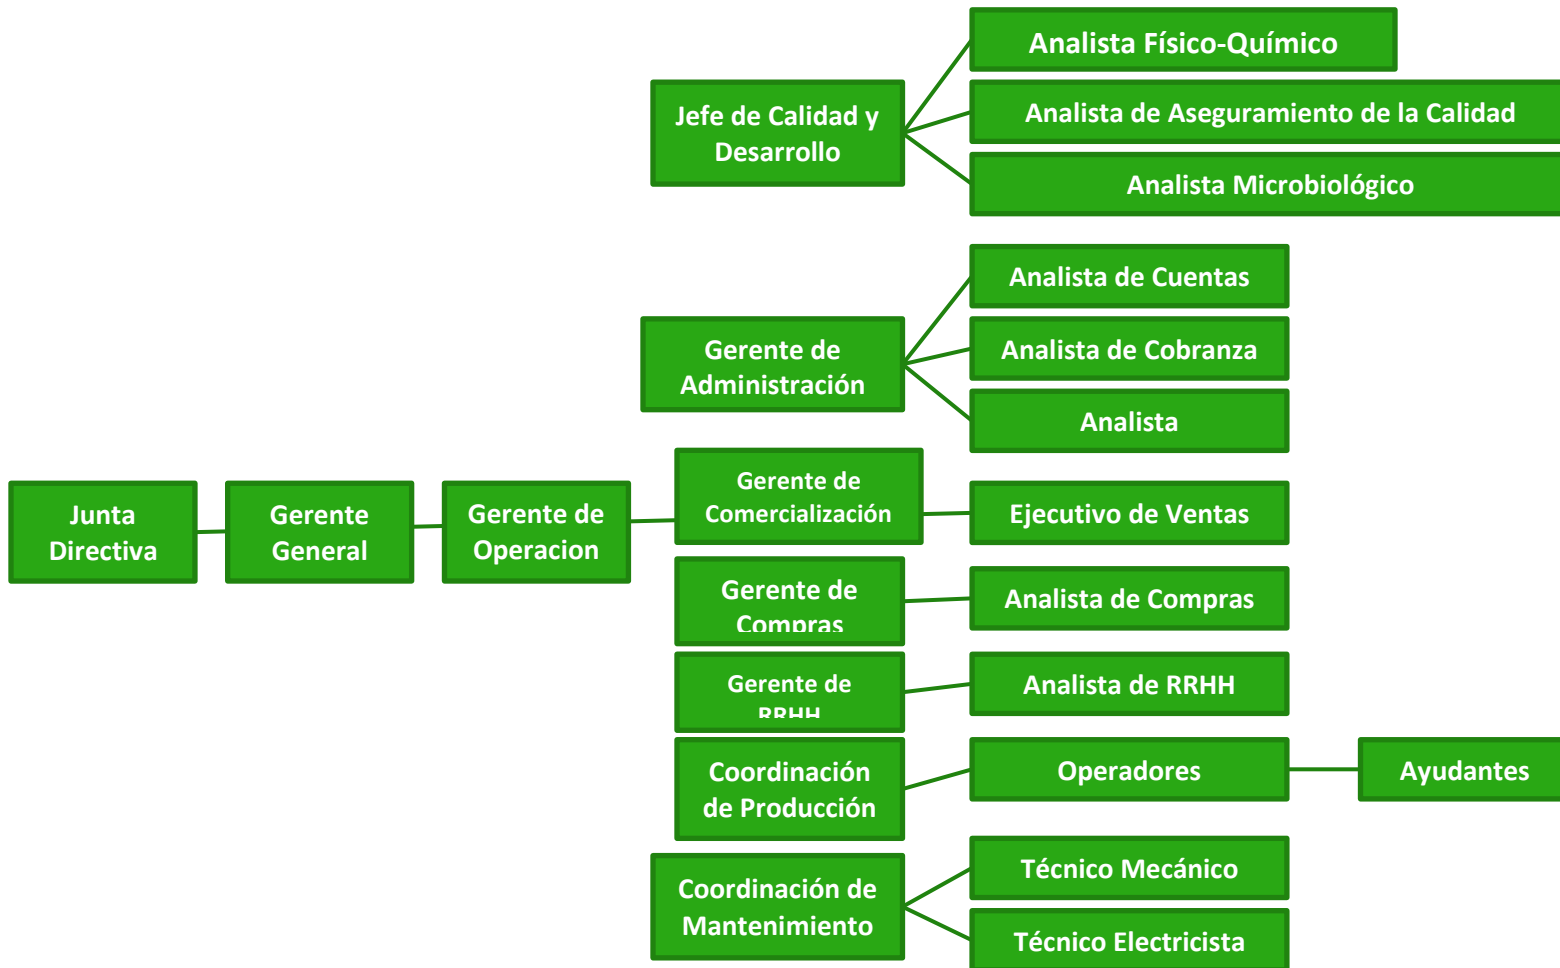 Analista Físico-Químico
Jefe de Calidad y
Desarrollo
Analista de Aseguramiento de la Calidad
Analista Microbiológico
Analista de Cuentas
Gerente de
Administración
Analista de Cobranza
Analista
Junta
Directiva
Gerente
General
Gerente de
Operacion
Gerente de
Comercialización
Ejecutivo de Ventas
Gerente de
Compras
Analista de Compras
Gerente de
RRHH
Analista de RRHH
Coordinación
de Producción
Operadores
Ayudantes
Coordinación de
Mantenimiento
Técnico Mecánico
Técnico Electricista